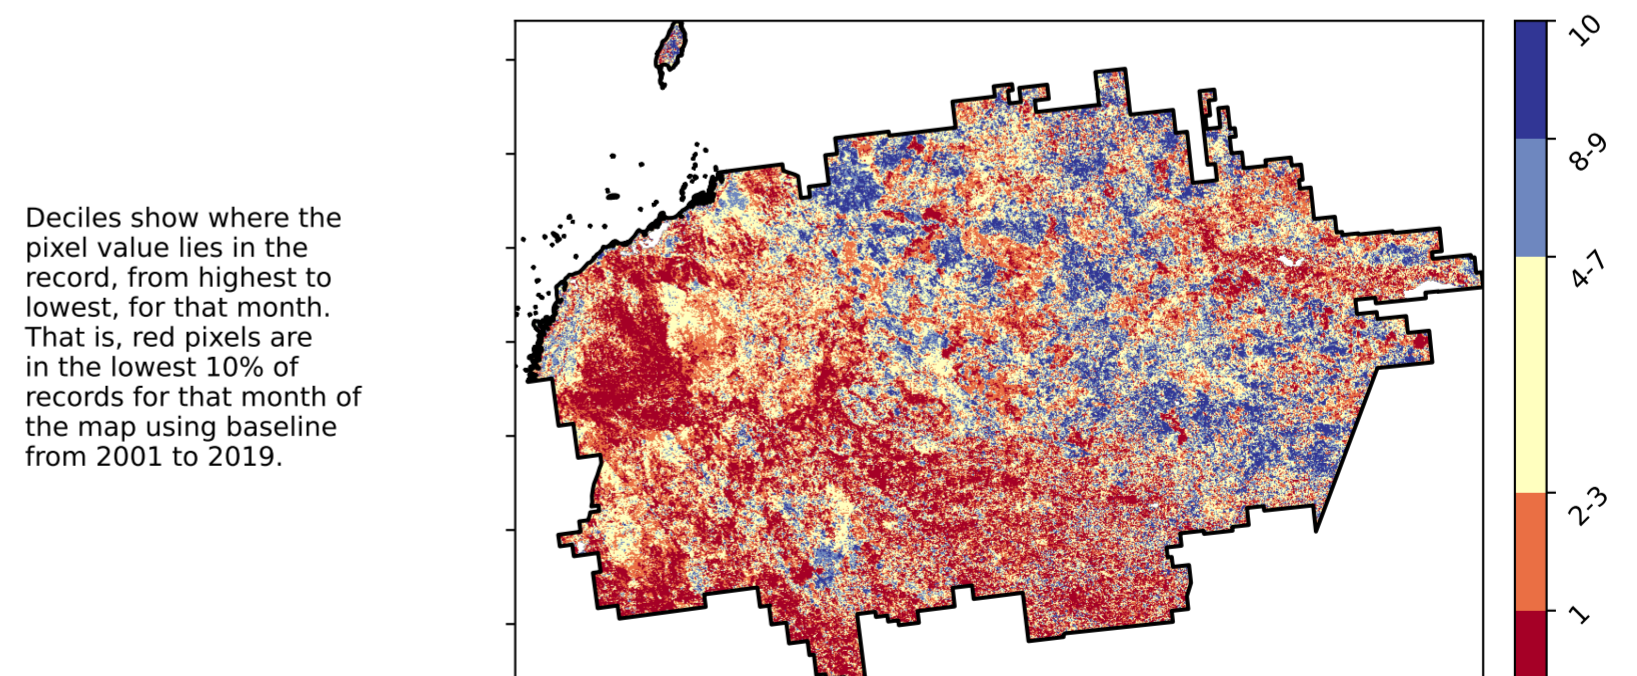 Deciles show where the
pixel value lies in the
record, from highest to
lowest, for that month.
That is, red pixels are
in the lowest 10% of
records for that month of
the map using baseline
from 2001 to 2019.
10
8-9
4-7
2-3
1